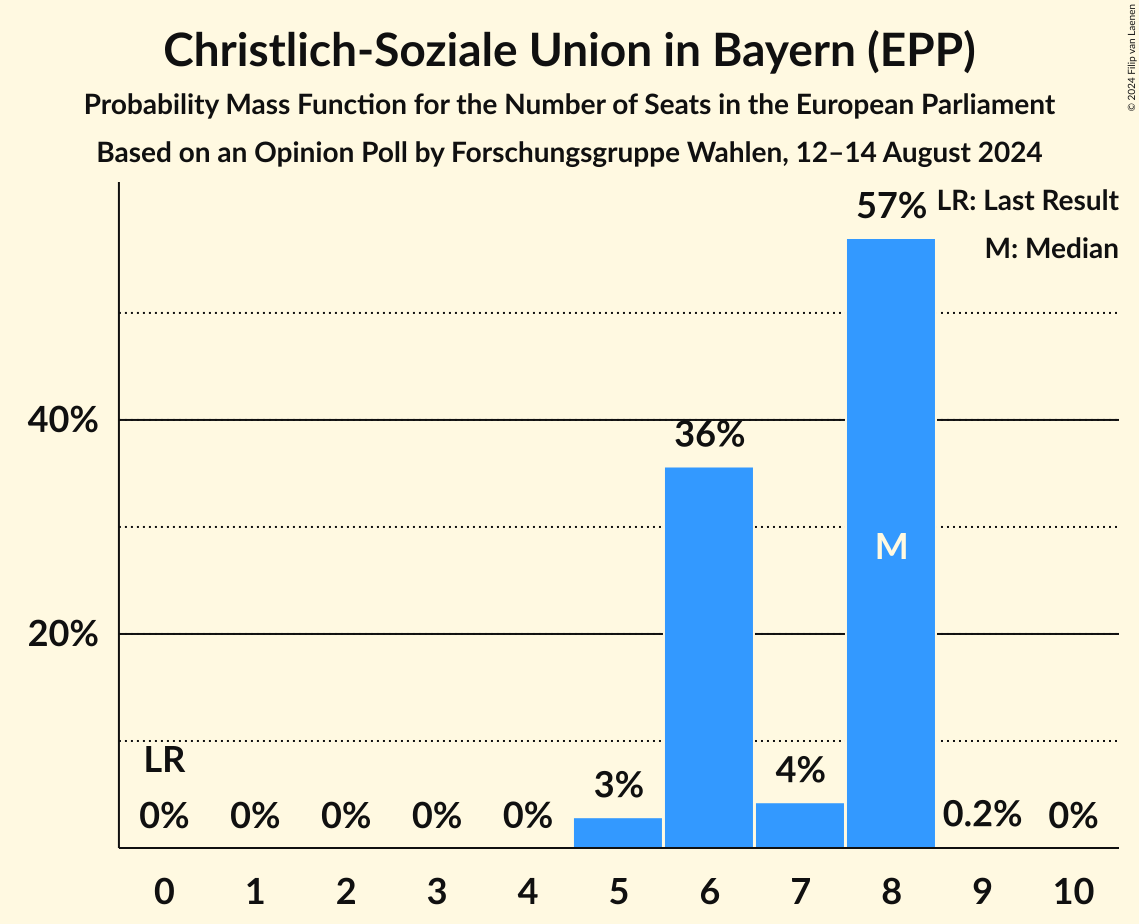 Christlich-Soziale Union in Bayern (EPP)
Probability Mass Function for the Number of Seats in the European Parliament
Based on an Opinion Poll by Forschungsgruppe Wahlen, 12–14 August 2024
© 2024 Filip van Laenen
LR: Last Result
M: Median
57%
40%
36%
M
20%
LR
0% 0% 0% 0% 0% 3% 4% 0.2% 0%
0 1 2 3 4 5 6 7 8 9 10